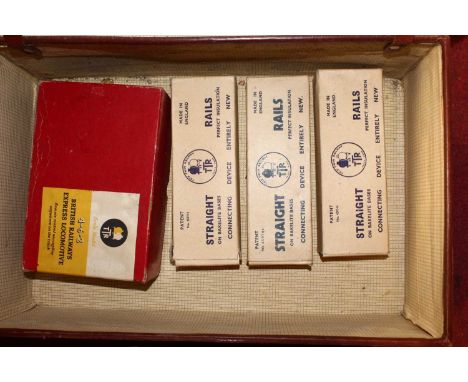 TTR
BRITISH RAILWAYS
EXPRESS LOCOMOTIVE
MADE IN
ENGLAND
RAILS
PERFECT INSULATION
TTR
STRAIGHT
ON BAKELITE BASES
PATENT
CONNECTING DEVICE ENTIRELY NEW
MADE IN
ENGLAND
RAILS
PERFECT INSULATION
TTR
STRAIGHT
ON BAKELITE BASES
PATENT
CONNECTING DEVICE ENTIRELY NEW.
MADE IN
ENGLAND
RAILS
PERFECT INSULATION
TTR
STRAIGHT
ON BAKELITE BASES
PATENT
CONNECTING DEVICE ENTIRELY NEW